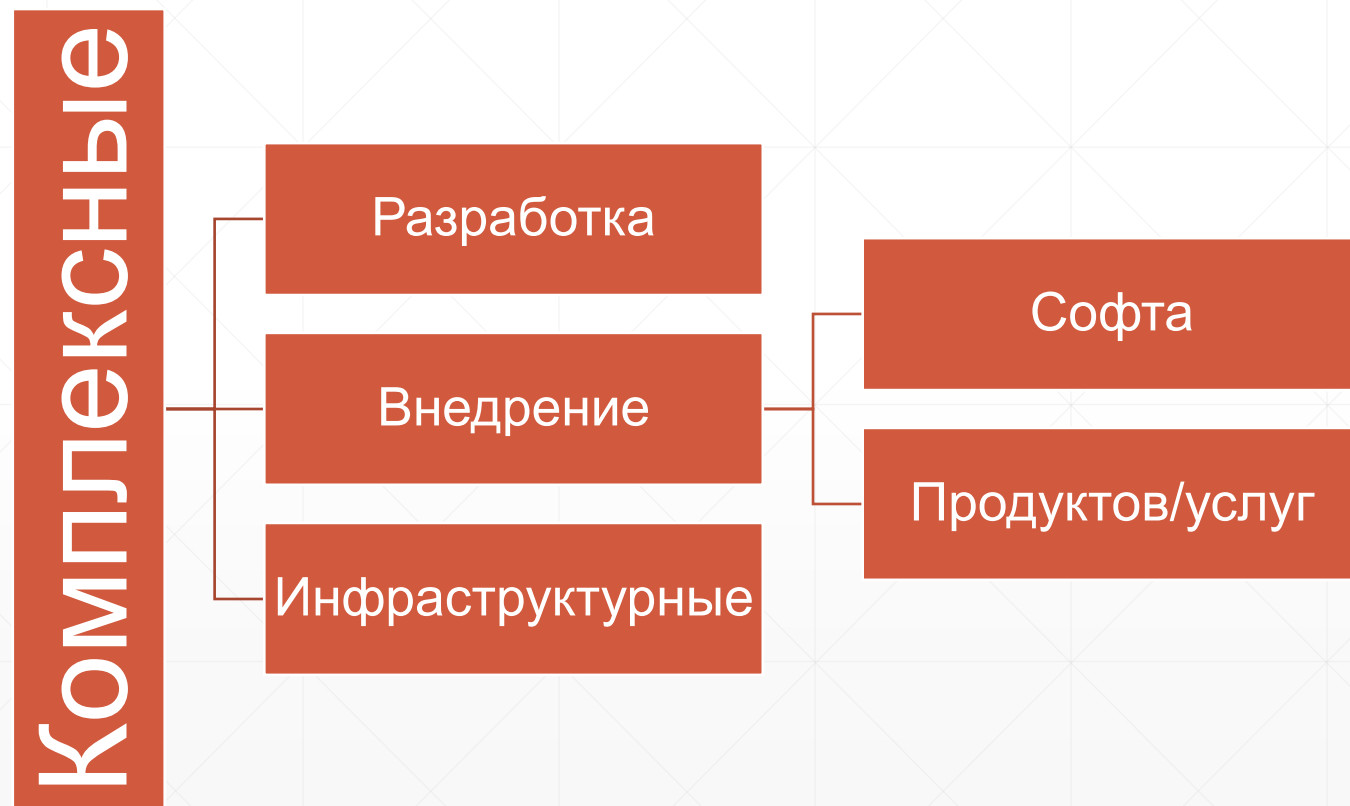 Комплексные
Разработка
Внедрение
Инфраструктурные
Софта
Продуктов/услуг